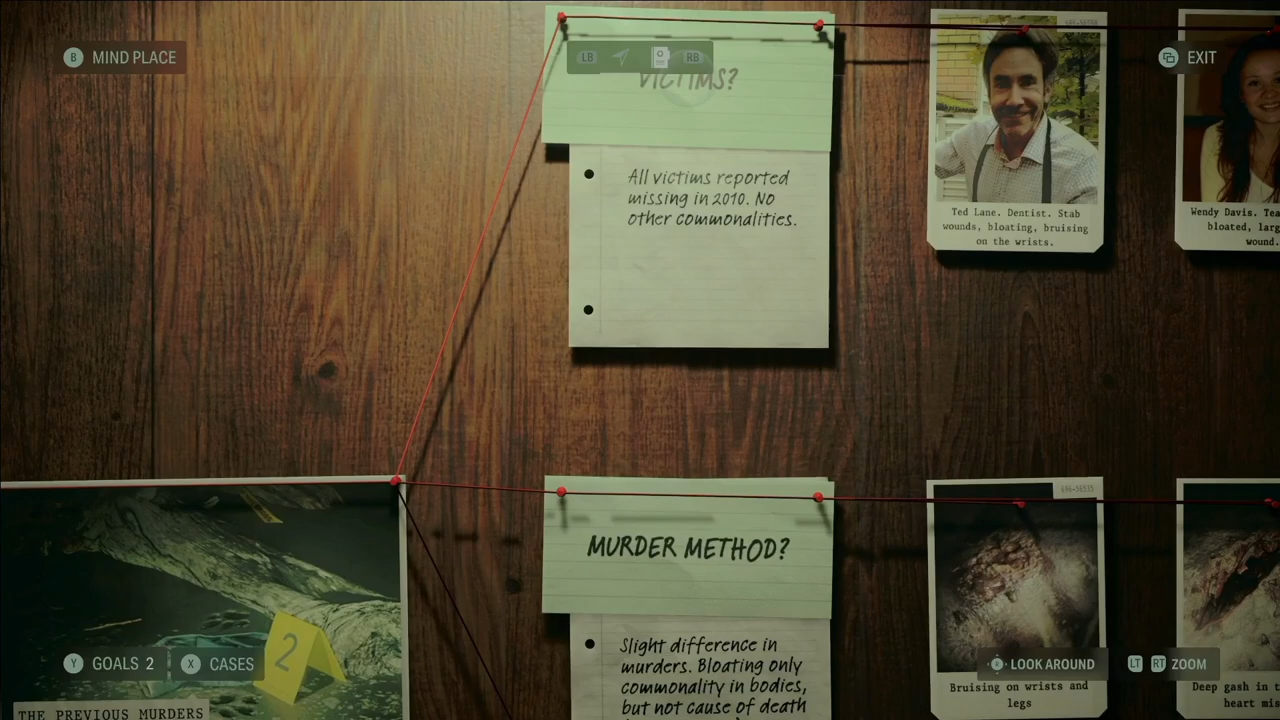 B MIND PLACE
LB
RB
EXIT
VICTIMS?
All victims reported
missing in 2010. No
other commonalities.
Ted Lane. Dentist. Stab
wounds, bloating, bruising
on the wrists.
Wendy Davis.
bloated,
wound.
MURDER METHOD?
Slight difference in
murders. Bloating only
commonality in bodies,
but not cause of death
Bruising on wrists and
legs
Deep gash in
heart
2
Y GOALS 2
X CASES
THE PREVIOUS MURDERS
LOOK AROUND
LT RT ZOOM